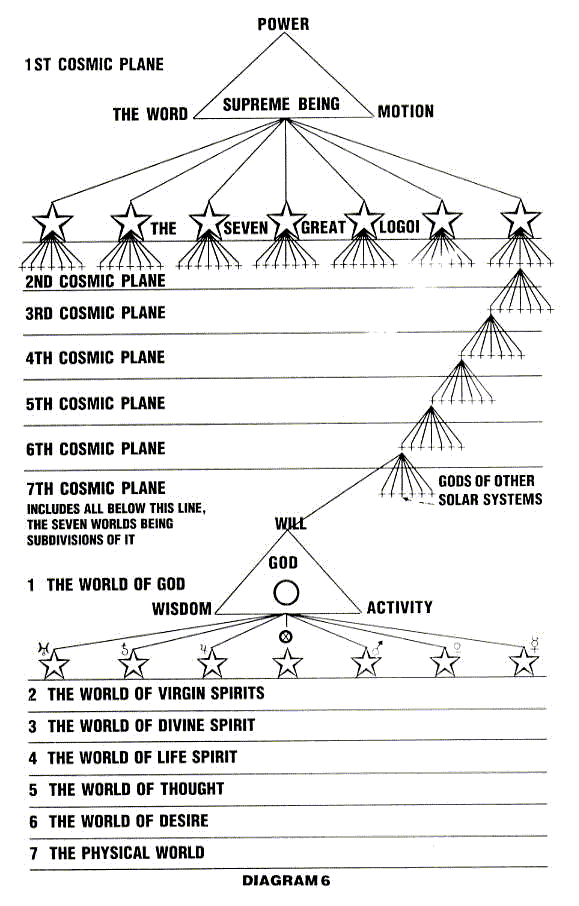 POWER
1ST COSMIC PLANE
SUPREME BEING
THE WORD
MOTION
THE SEVEN GREAT LOGOI
2ND COSMIC PLANE
3RD COSMIC PLANE
4TH COSMIC PLANE
5TH COSMIC PLANE
6TH COSMIC PLANE
7TH COSMIC PLANE
INCLUDES ALL BELOW THIS LINE,
THE SEVEN WORLDS BEING
SUBDIVISIONS OF IT
GODS OF OTHER
SOLAR SYSTEMS
WILL
GOD
1 THE WORLD OF GOD
WISDOM
ACTIVITY
2 THE WORLD OF VIRGIN SPIRITS
3 THE WORLD OF DIVINE SPIRIT
4 THE WORLD OF LIFE SPIRIT
5 THE WORLD OF THOUGHT
6 THE WORLD OF DESIRE
7 THE PHYSICAL WORLD
DIAGRAM 6